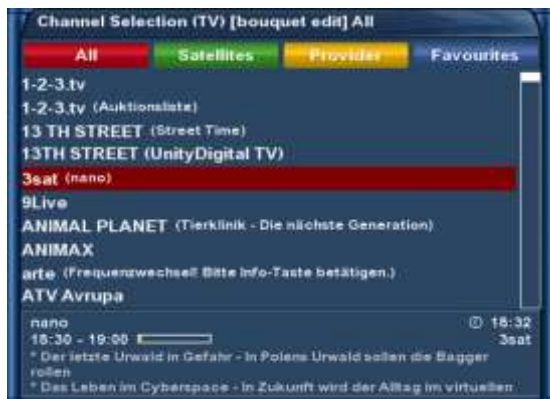 Channel Selection (TV) [bouquet edit] All
All Satellites Provider Favourites
1-2-3.tv
1-2-3.tv (Auktionsliste)
13 TH STREET (Street Time)
13TH STREET (UnityDigital TV)
3sat (nano)
9Live
ANIMAL PLANET (Tierklinik - Die nächste Generation)
ANIMAX
arte (Frequenzwechsel! Bitte Info-Taste betätigen.)
ATV Avrupa
nano 18:32
18:30 - 19:00 3sat
* Der letzte Urwald in Gefahr - In Polens Urwald sollen die Bagger
rollen
* Das Leben im Cyberspace - In Zukunft wird der Alltag im virtuellen